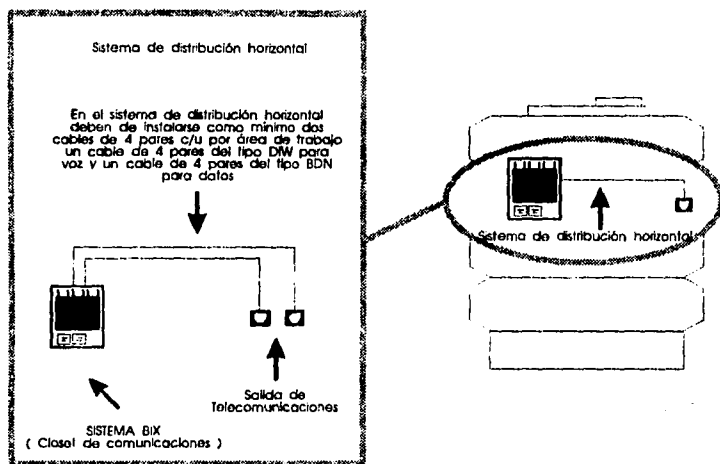 Sistema de distribución horizontal
En el sistema de distribución horizontal
deben de instalarse como mínimo dos
cables de 4 pares c/u por área de trabajo
un cable de 4 pares del tipo DIW para
voz y un cable de 4 pares del tipo BDN
para datos
Salida de
Telecomunicaciones
SISTEMA BIX
( Closet de comunicaciones )
Sistema de distribución horizontal